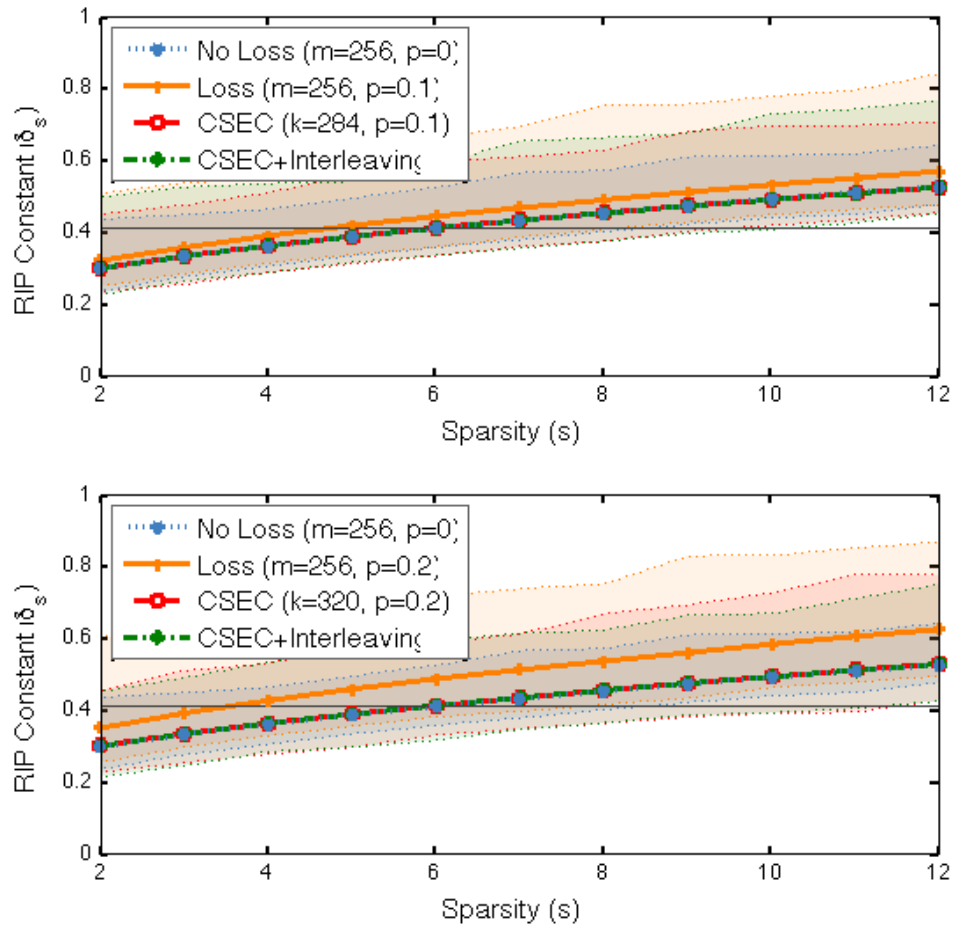 1
0.8
0.6
0.4
0.2
0
RIP Constant (δ_s)
No Loss (m=256, p=0)
Loss (m=256, p=0.1)
CSEC (k=284, p=0.1)
CSEC+Interleaving
2 4 6 8 10 12
Sparsity (s)
1
0.8
0.6
0.4
0.2
0
RIP Constant (δ_s)
No Loss (m=256, p=0)
Loss (m=256, p=0.2)
CSEC (k=320, p=0.2)
CSEC+Interleaving
2 4 6 8 10 12
Sparsity (s)